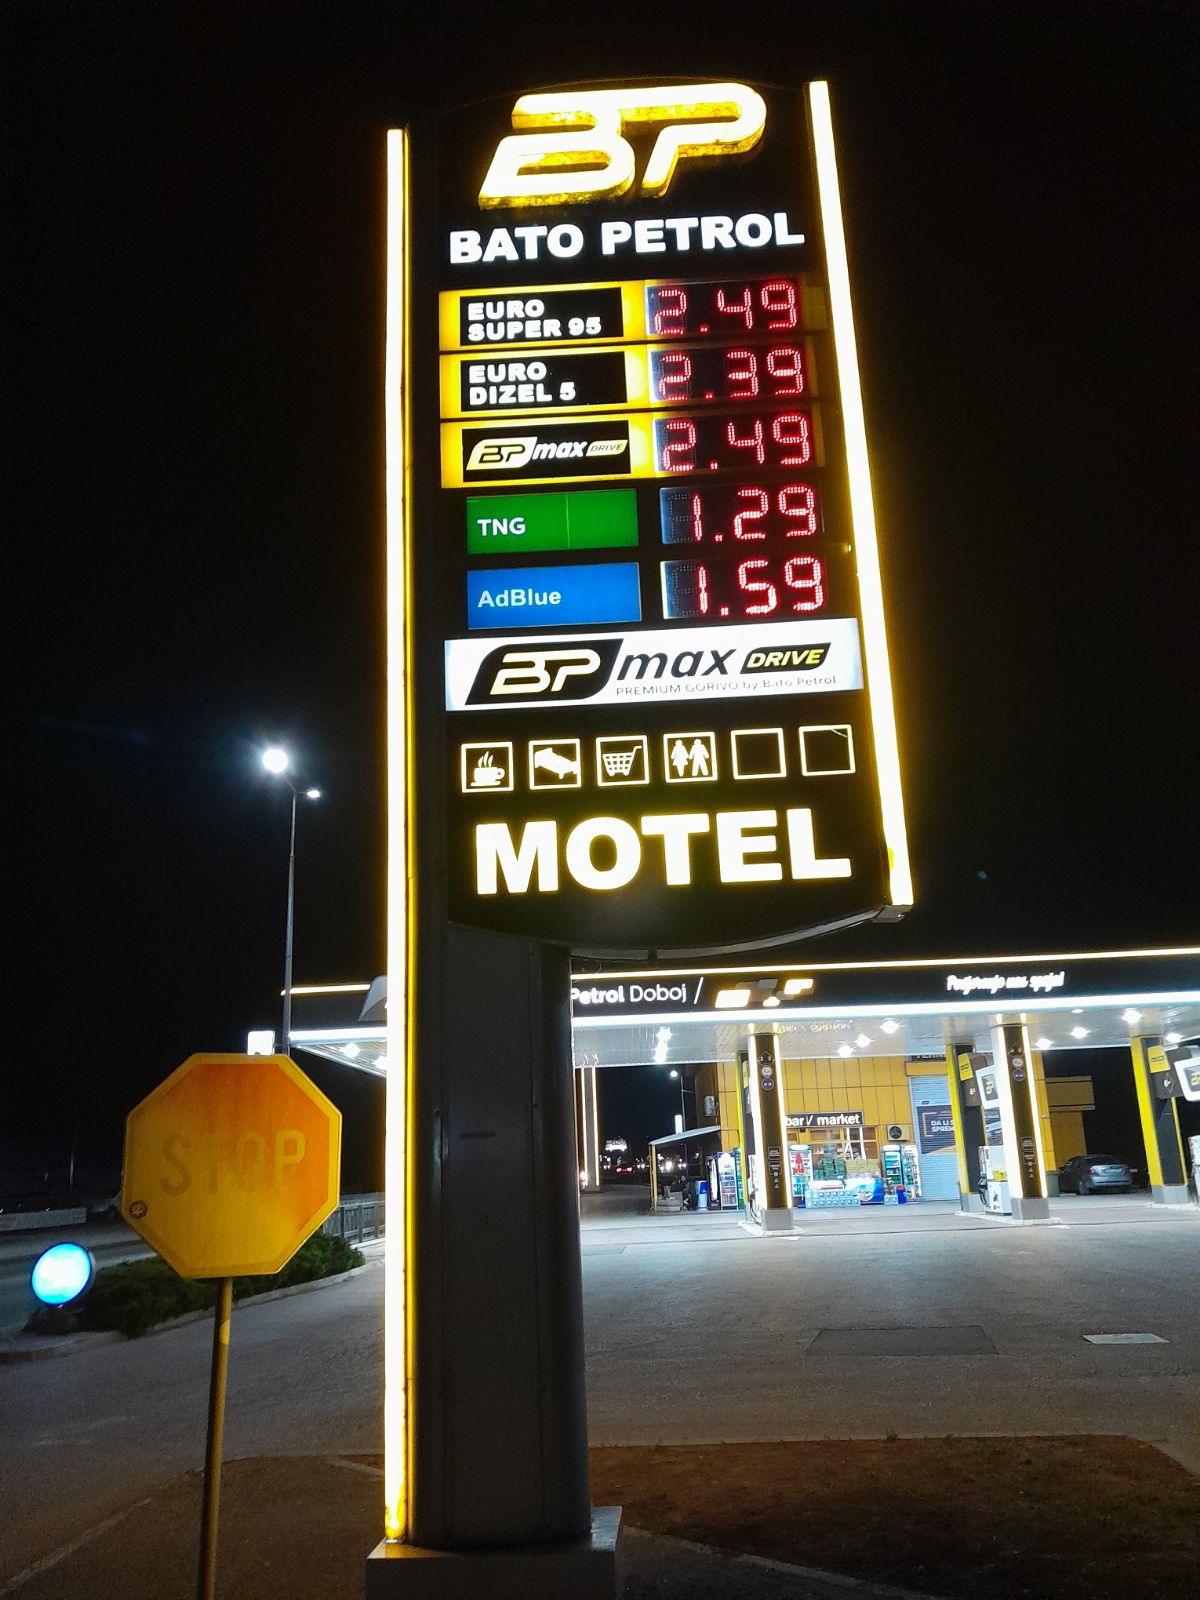 BP
BATO PETROL
EURO
SUPER 95
2.49
EURO
DIZEL 5
2.39
BP max DRIVE
2.49
TNG
1.29
AdBlue
1.59
BP max DRIVE
PREMIUM GORIVO by Bato Petrol
MOTEL
Petrol Doboj /
bar / market
STOP